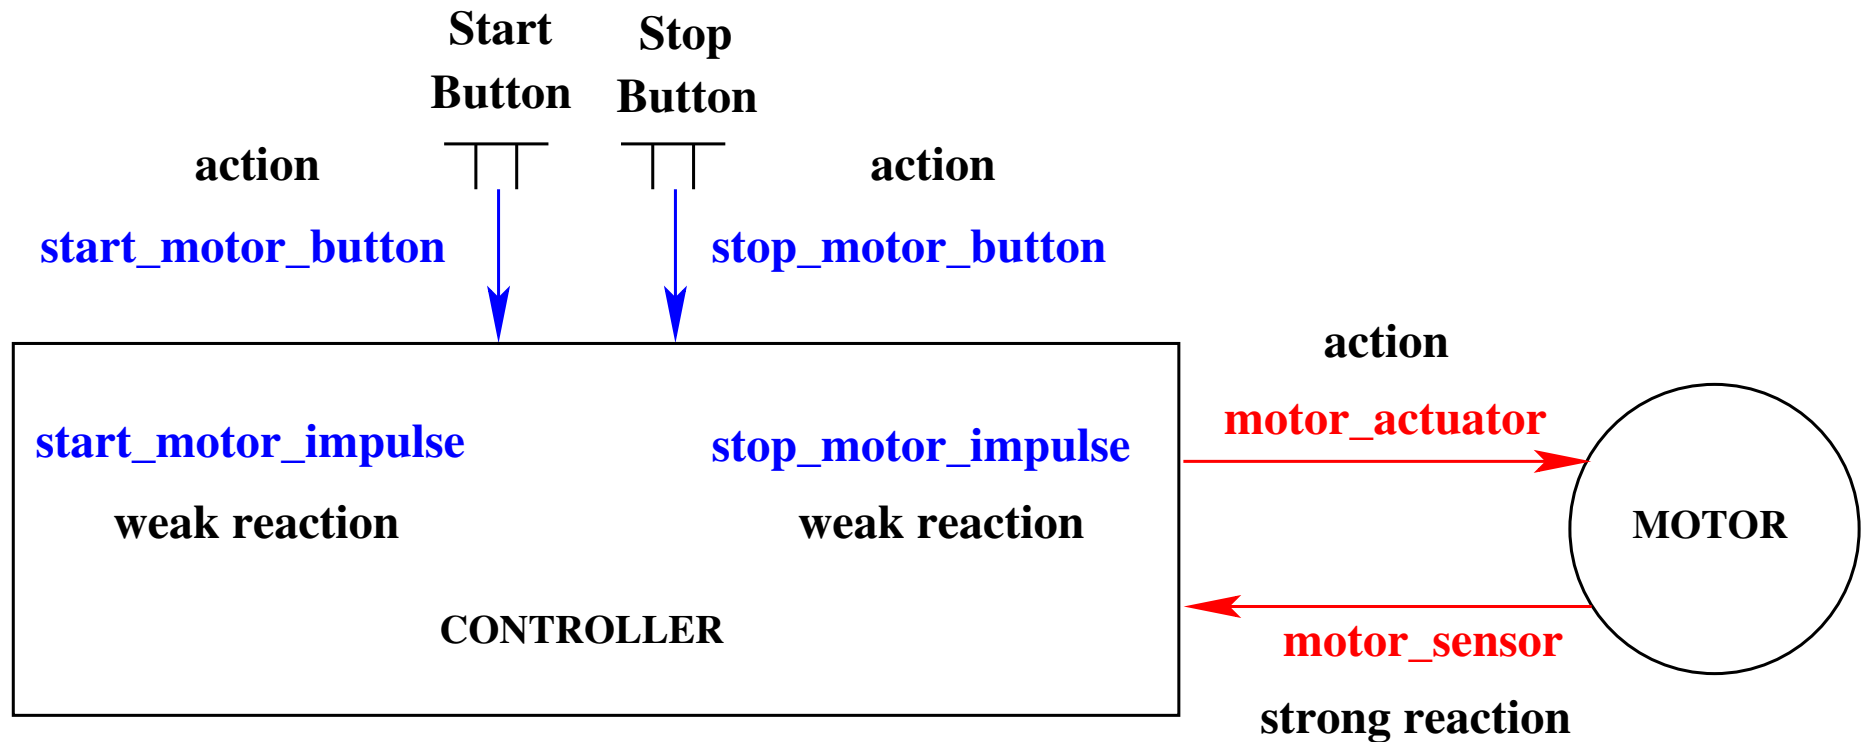 Start
Button
Stop
Button
action
action
start_motor_button
stop_motor_button
start_motor_impulse
weak reaction
stop_motor_impulse
weak reaction
CONTROLLER
action
motor_actuator
MOTOR
motor_sensor
strong reaction